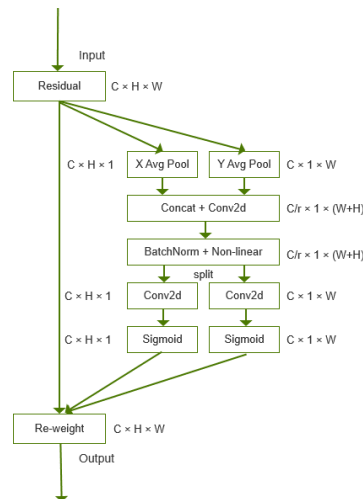 Input
Residual C × H × W
C × H × 1 X Avg Pool Y Avg Pool C × 1 × W
Concat + Conv2d C/r × 1 × (W+H)
BatchNorm + Non-linear C/r × 1 × (W+H)
split
C × H × 1 Conv2d Conv2d C × 1 × W
C × H × 1 Sigmoid Sigmoid C × 1 × W
Re-weight C × H × W
Output